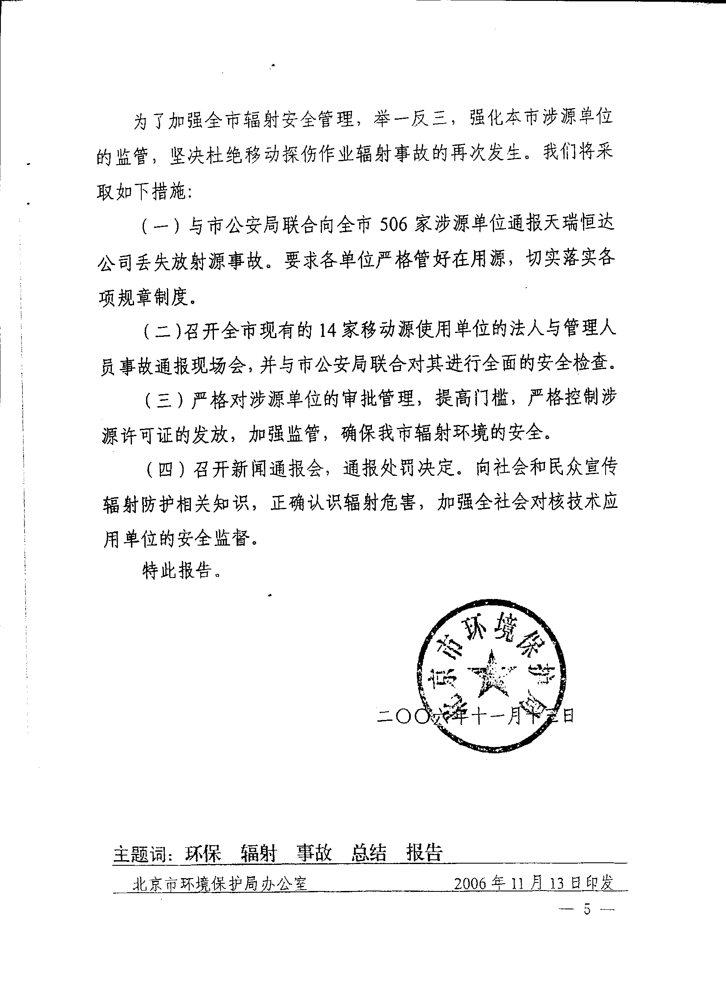 为了加强全市辐射安全管理，举一反三，强化本市涉源单位
的监管，坚决杜绝移动探伤作业辐射事故的再次发生。我们将采
取如下措施：
（一）与市公安局联合向全市 506 家涉源单位通报天瑞恒达
公司丢失放射源事故。要求各单位严格管好在用源，切实落实各
项规章制度。
（二）召开全市现有的 14 家移动源使用单位的法人与管理人
员事故通报现场会，并与市公安局联合对其进行全面的安全检查。
（三）严格对涉源单位的审批管理，提高门槛，严格控制涉
源许可证的发放，加强监管，确保我市辐射环境的安全。
（四）召开新闻通报会，通报处罚决定。向社会和民众宣传
辐射防护相关知识，正确认识辐射危害，加强全社会对核技术应
用单位的安全监督。
特此报告。
北京市环境保护局
二〇〇六年十一月十三日
主题词：环保 辐射 事故 总结 报告
北京市环境保护局办公室 2006 年 11 月 13 日印发
— 5 —